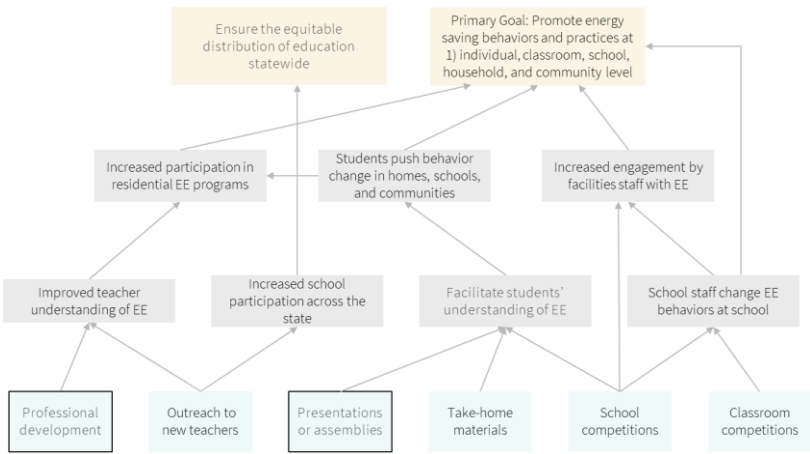 Ensure the equitable
distribution of education
statewide
Primary Goal: Promote energy
saving behaviors and practices at
1) individual, classroom, school,
household, and community level
Increased participation in
residential EE programs
Students push behavior
change in homes, schools,
and communities
Increased engagement by
facilities staff with EE
Improved teacher
understanding of EE
Increased school
participation across the
state
Facilitate students’
understanding of EE
School staff change EE
behaviors at school
Professional
development
Outreach to
new teachers
Presentations
or assemblies
Take-home
materials
School
competitions
Classroom
competitions